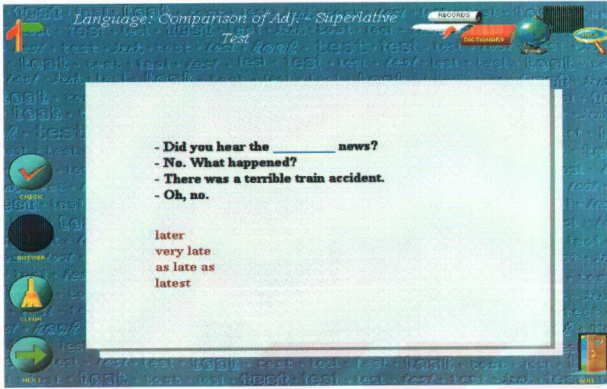 Language: Comparison of Adj. - Superlative
Test
RECORDS
DICTIONARY
- Did you hear the ________ news?
- No. What happened?
- There was a terrible train accident.
- Oh, no.
later
very late
as late as
latest
CHECK
ANSWER
CLEAR
NEXT